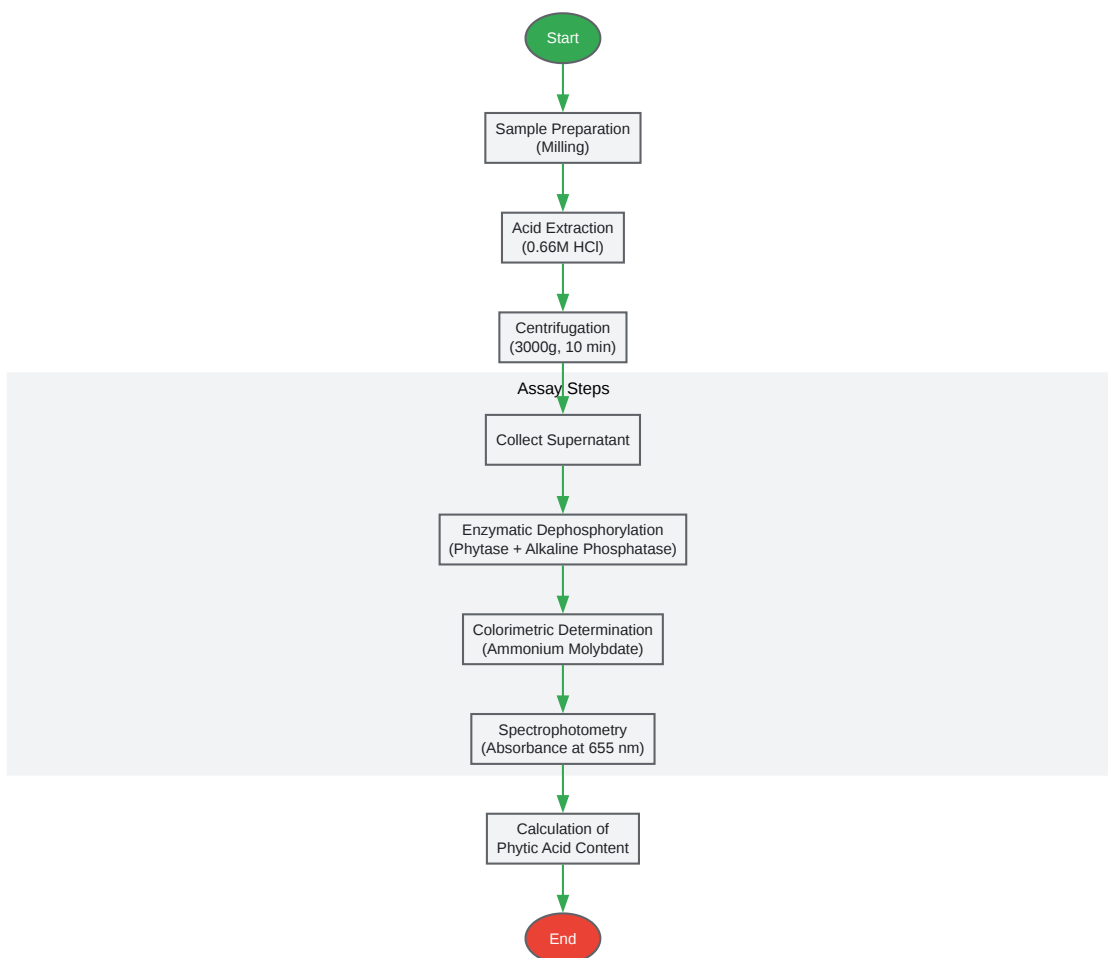 Start
Sample Preparation
(Milling)
Acid Extraction
(0.66M HCl)
Centrifugation
(3000g, 10 min)
Assay Steps
Collect Supernatant
Enzymatic Dephosphorylation
(Phytase + Alkaline Phosphatase)
Colorimetric Determination
(Ammonium Molybdate)
Spectrophotometry
(Absorbance at 655 nm)
Calculation of
Phytic Acid Content
End